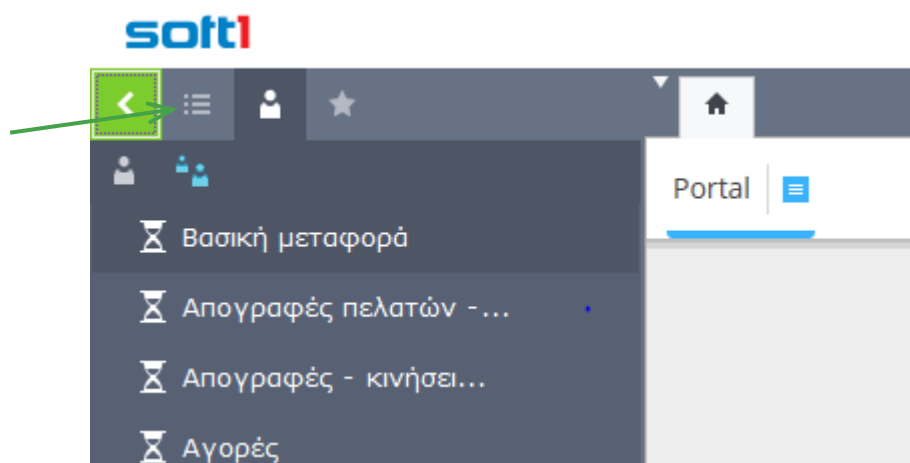 soft1
Portal
Βασική μεταφορά
Απογραφές πελατών -...
Απογραφές - κινήσει...
Αγορές